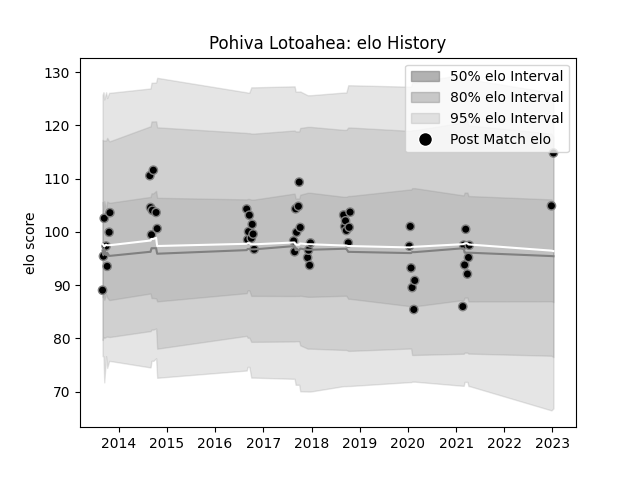 Pohiva Lotoahea: elo History
50% elo Interval
80% elo Interval
95% elo Interval
Post Match elo
elo score
130
120
110
100
90
80
70
2014 2015 2016 2017 2018 2019 2020 2021 2022 2023